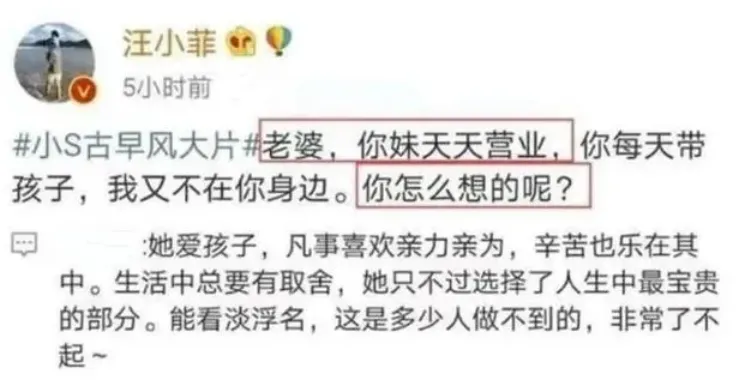 汪小菲
5小时前
#小S古早风大片#老婆，你妹天天营业，你每天带
孩子，我又不在你身边。你怎么想的呢？
:她爱孩子，凡事喜欢亲力亲为，辛苦也乐在其
中。生活中总要有取舍，她只不过选择了人生中最宝贵
的部分。能看淡浮名，这是多少人做不到的，非常了不
起~